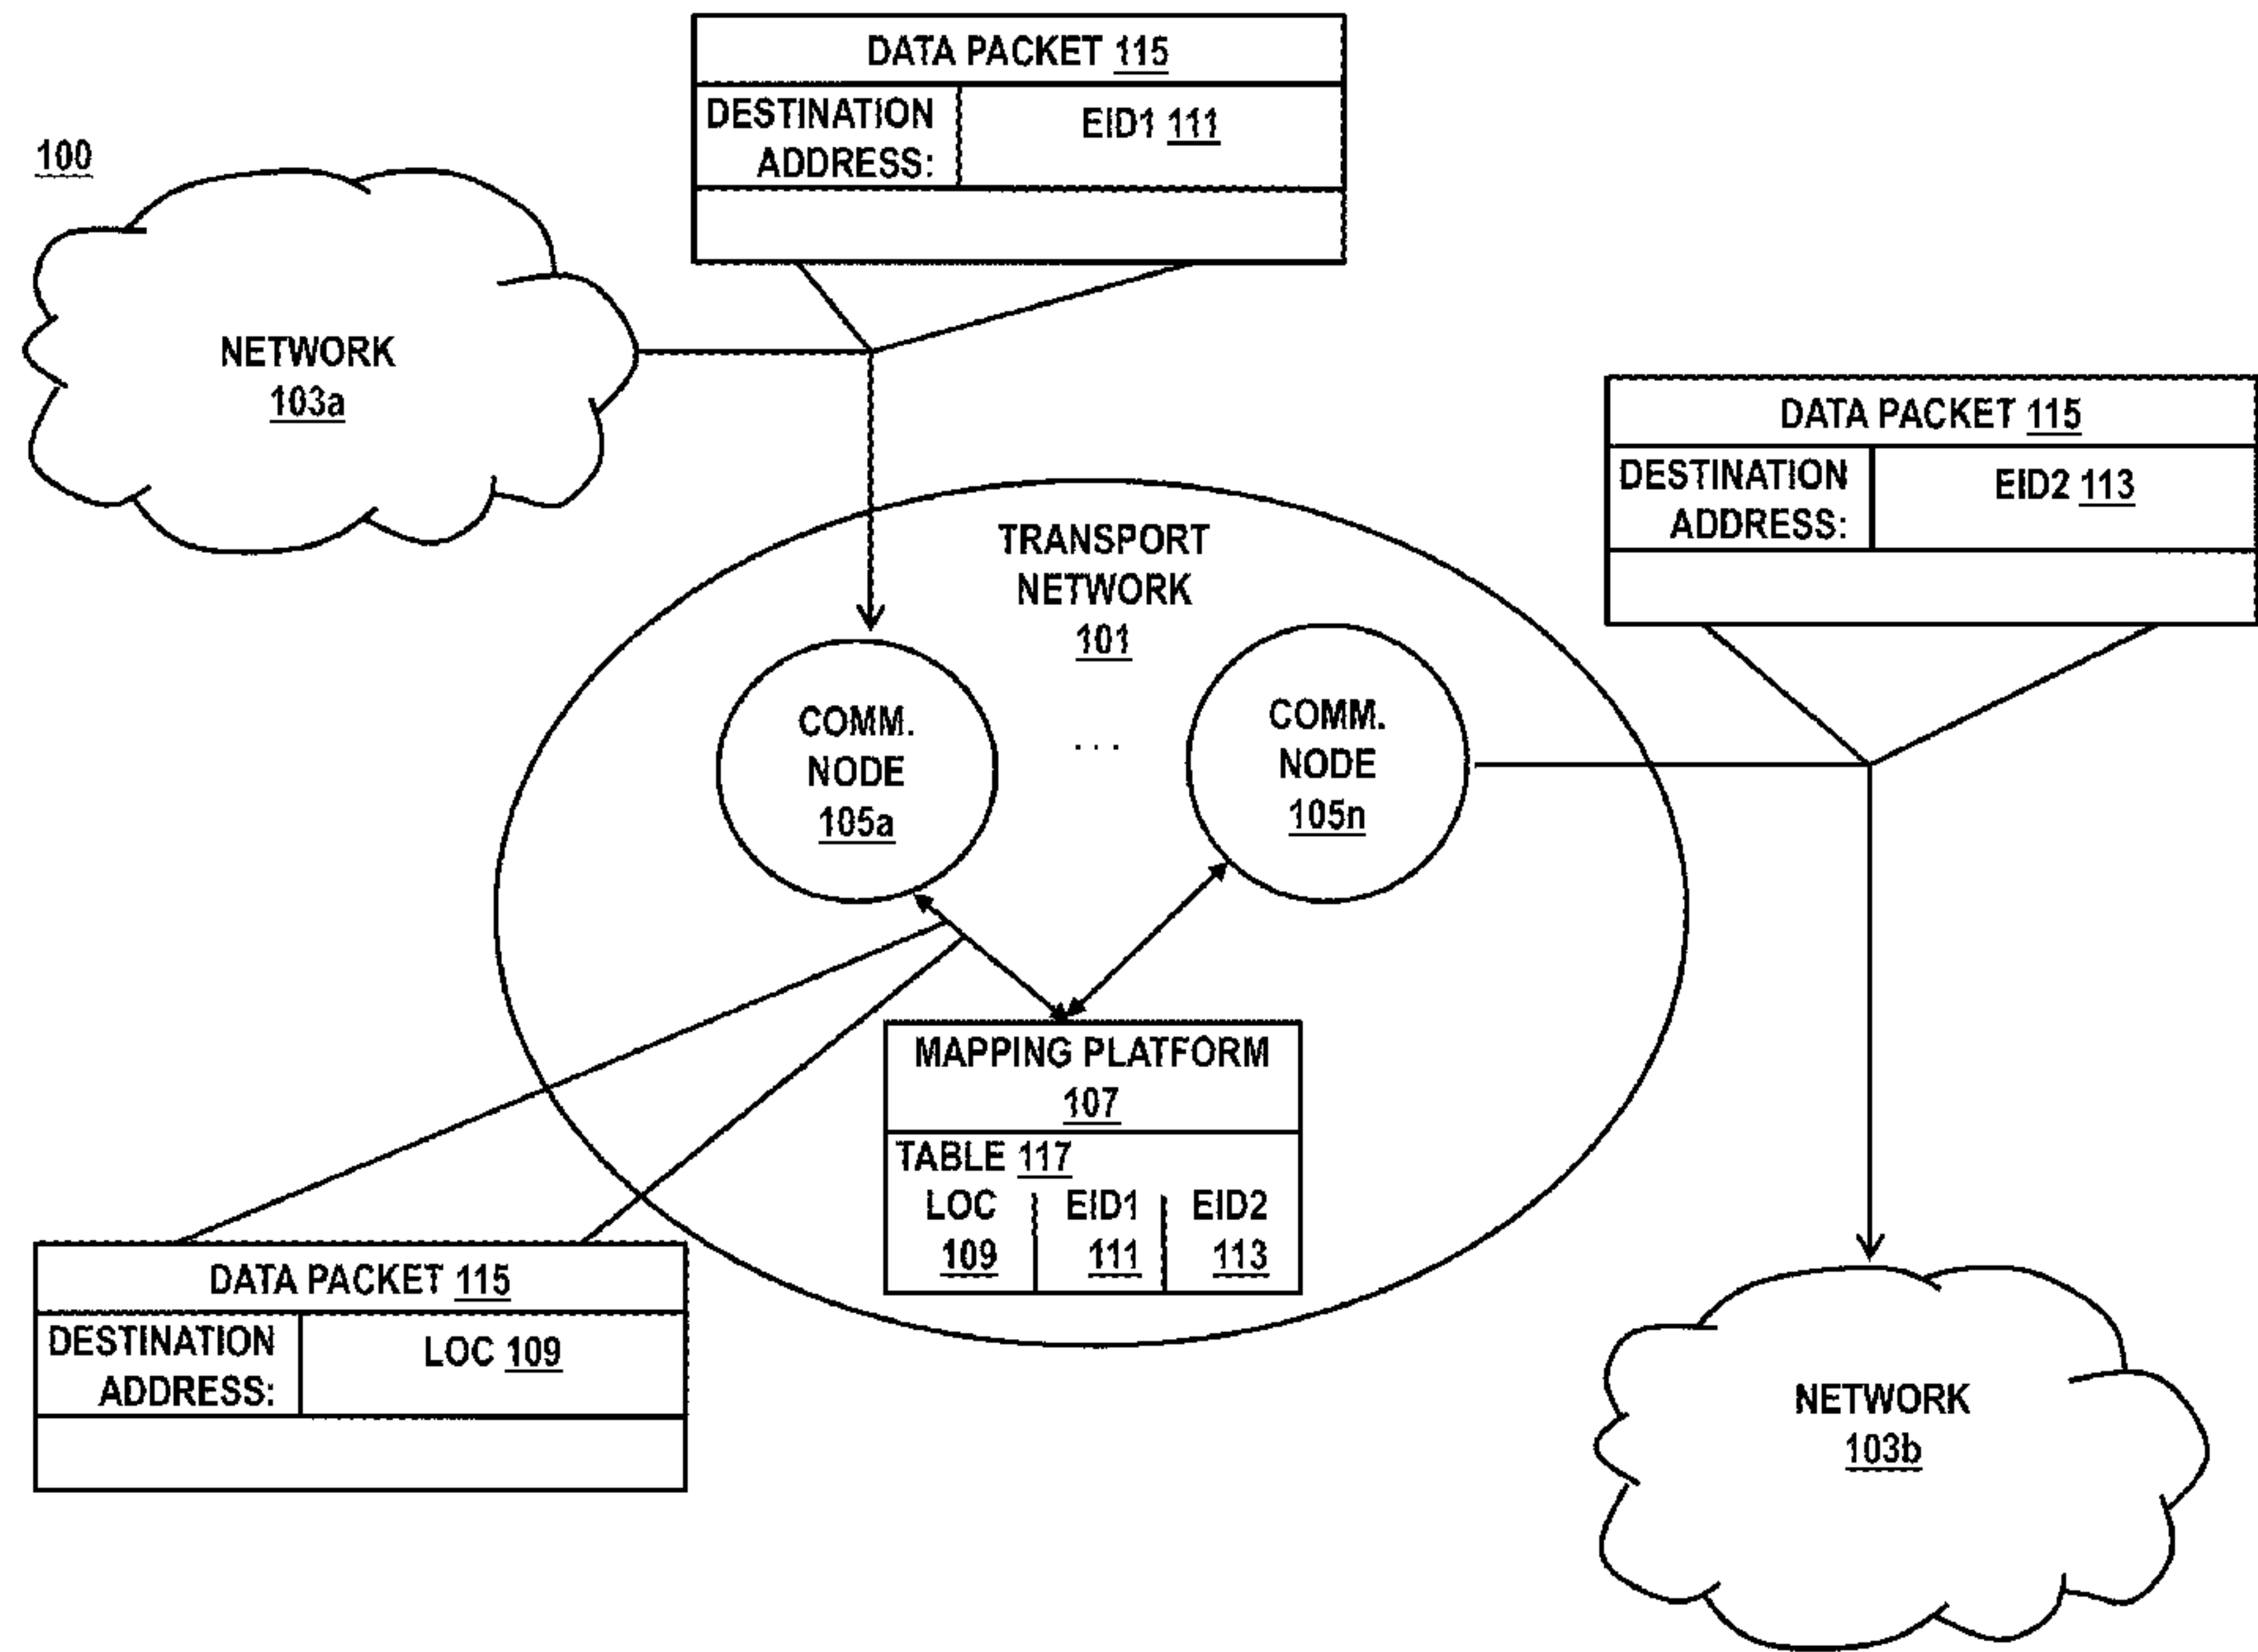 DATA PACKET 115
DESTINATION ADDRESS:
EID1 111
100
NETWORK
103a
DATA PACKET 115
DESTINATION ADDRESS:
EID2 113
TRANSPORT
NETWORK
101
COMM.
NODE
105a
...
COMM.
NODE
105n
MAPPING PLATFORM
107
TABLE 117
LOC EID1 EID2
109 111 113
DATA PACKET 115
DESTINATION ADDRESS:
LOC 109
NETWORK
103b